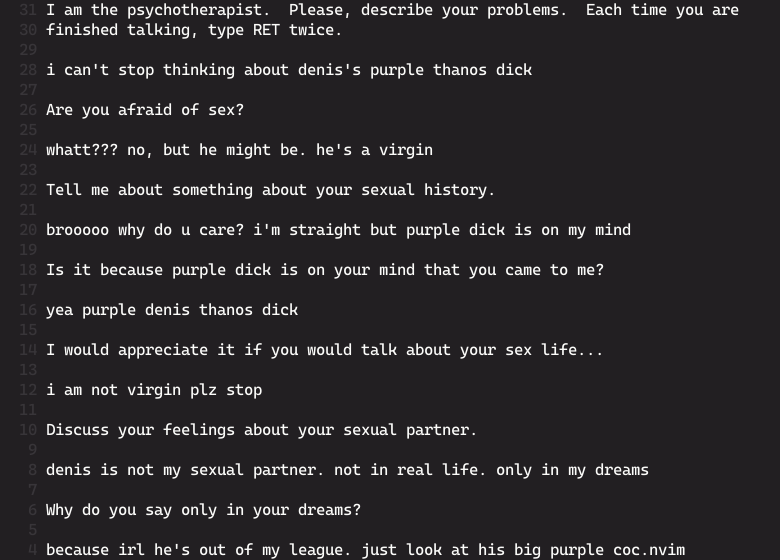 31 I am the psychotherapist.  Please, describe your problems.  Each time you are
30 finished talking, type RET twice.
29
28 i can't stop thinking about denis's purple thanos dick
27
26 Are you afraid of sex?
25
24 whatt??? no, but he might be. he's a virgin
23
22 Tell me about something about your sexual history.
21
20 brooooo why do u care? i'm straight but purple dick is on my mind
19
18 Is it because purple dick is on your mind that you came to me?
17
16 yea purple denis thanos dick
15
14 I would appreciate it if you would talk about your sex life...
13
12 i am not virgin plz stop
11
10 Discuss your feelings about your sexual partner.
9
8 denis is not my sexual partner. not in real life. only in my dreams
7
6 Why do you say only in your dreams?
5
4 because irl he's out of my league. just look at his big purple coc.nvim